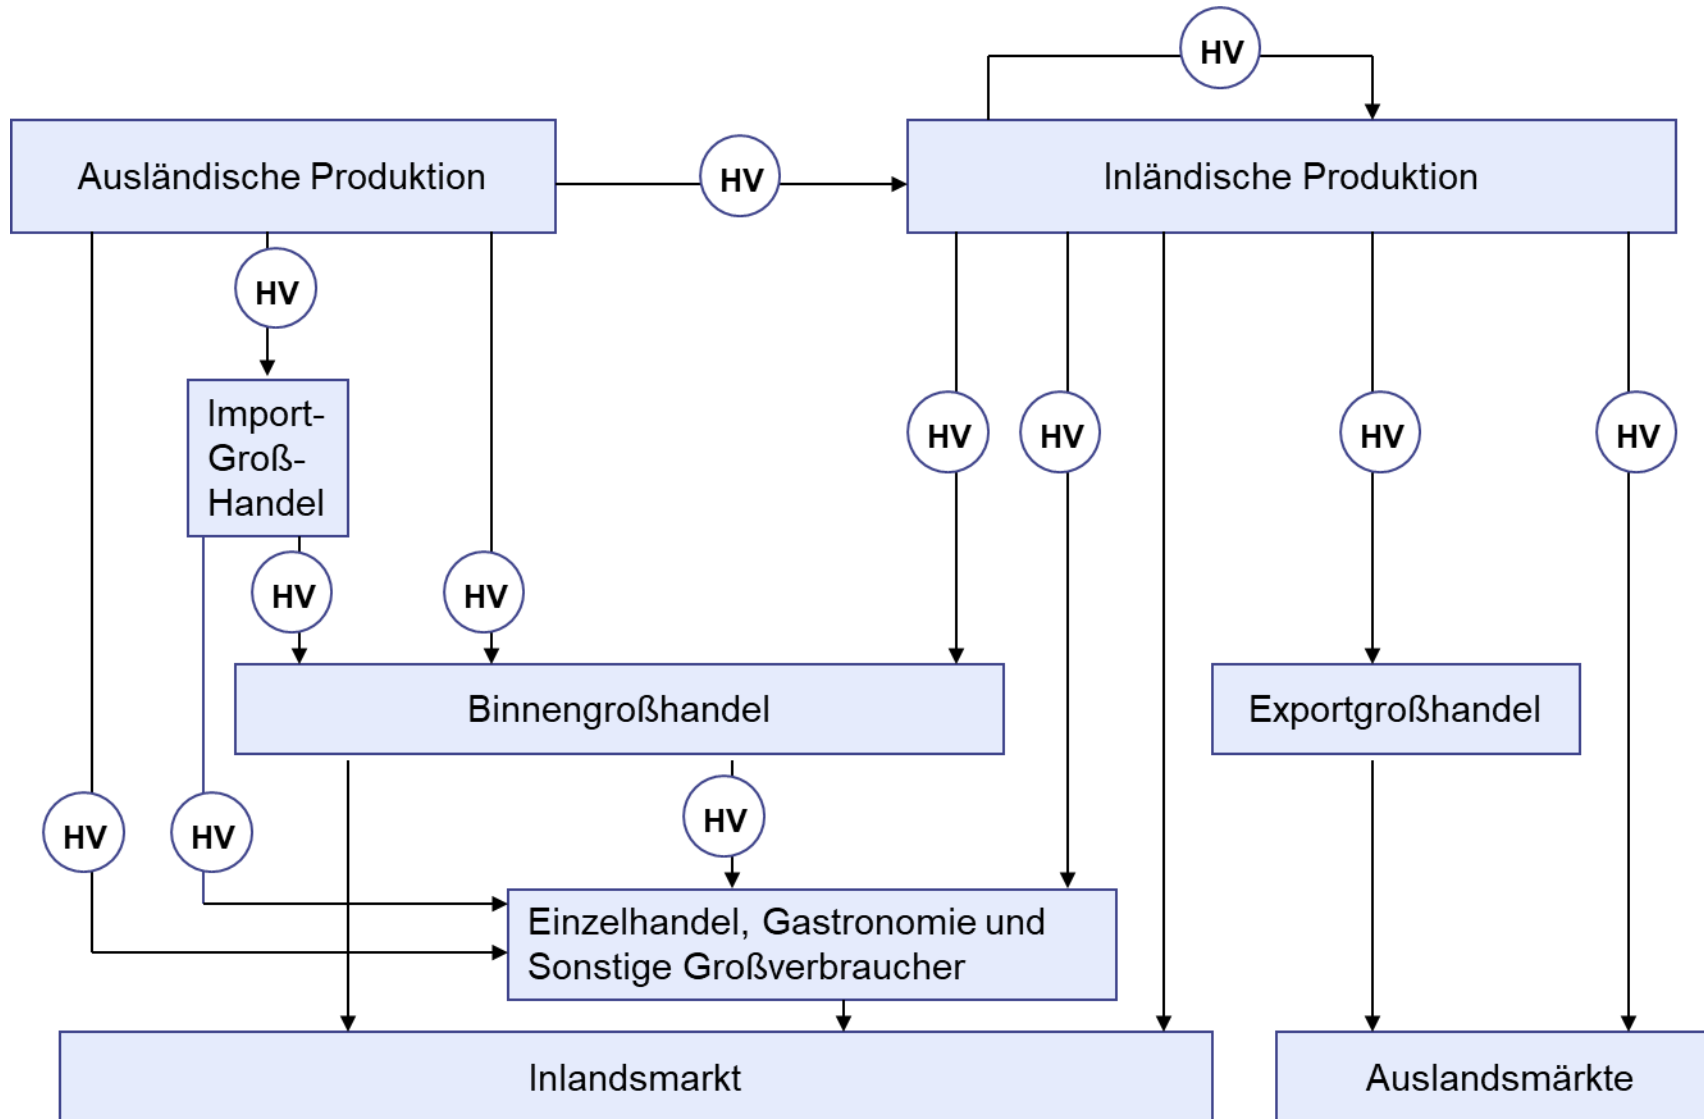 HV
Ausländische Produktion
HV
Inländische Produktion
HV
Import-
Groß-
Handel
HV
HV
HV
HV
HV
HV
Binnengroßhandel
Exportgroßhandel
HV
HV
HV
Einzelhandel, Gastronomie und
Sonstige Großverbraucher
Inlandsmarkt
Auslandsmärkte